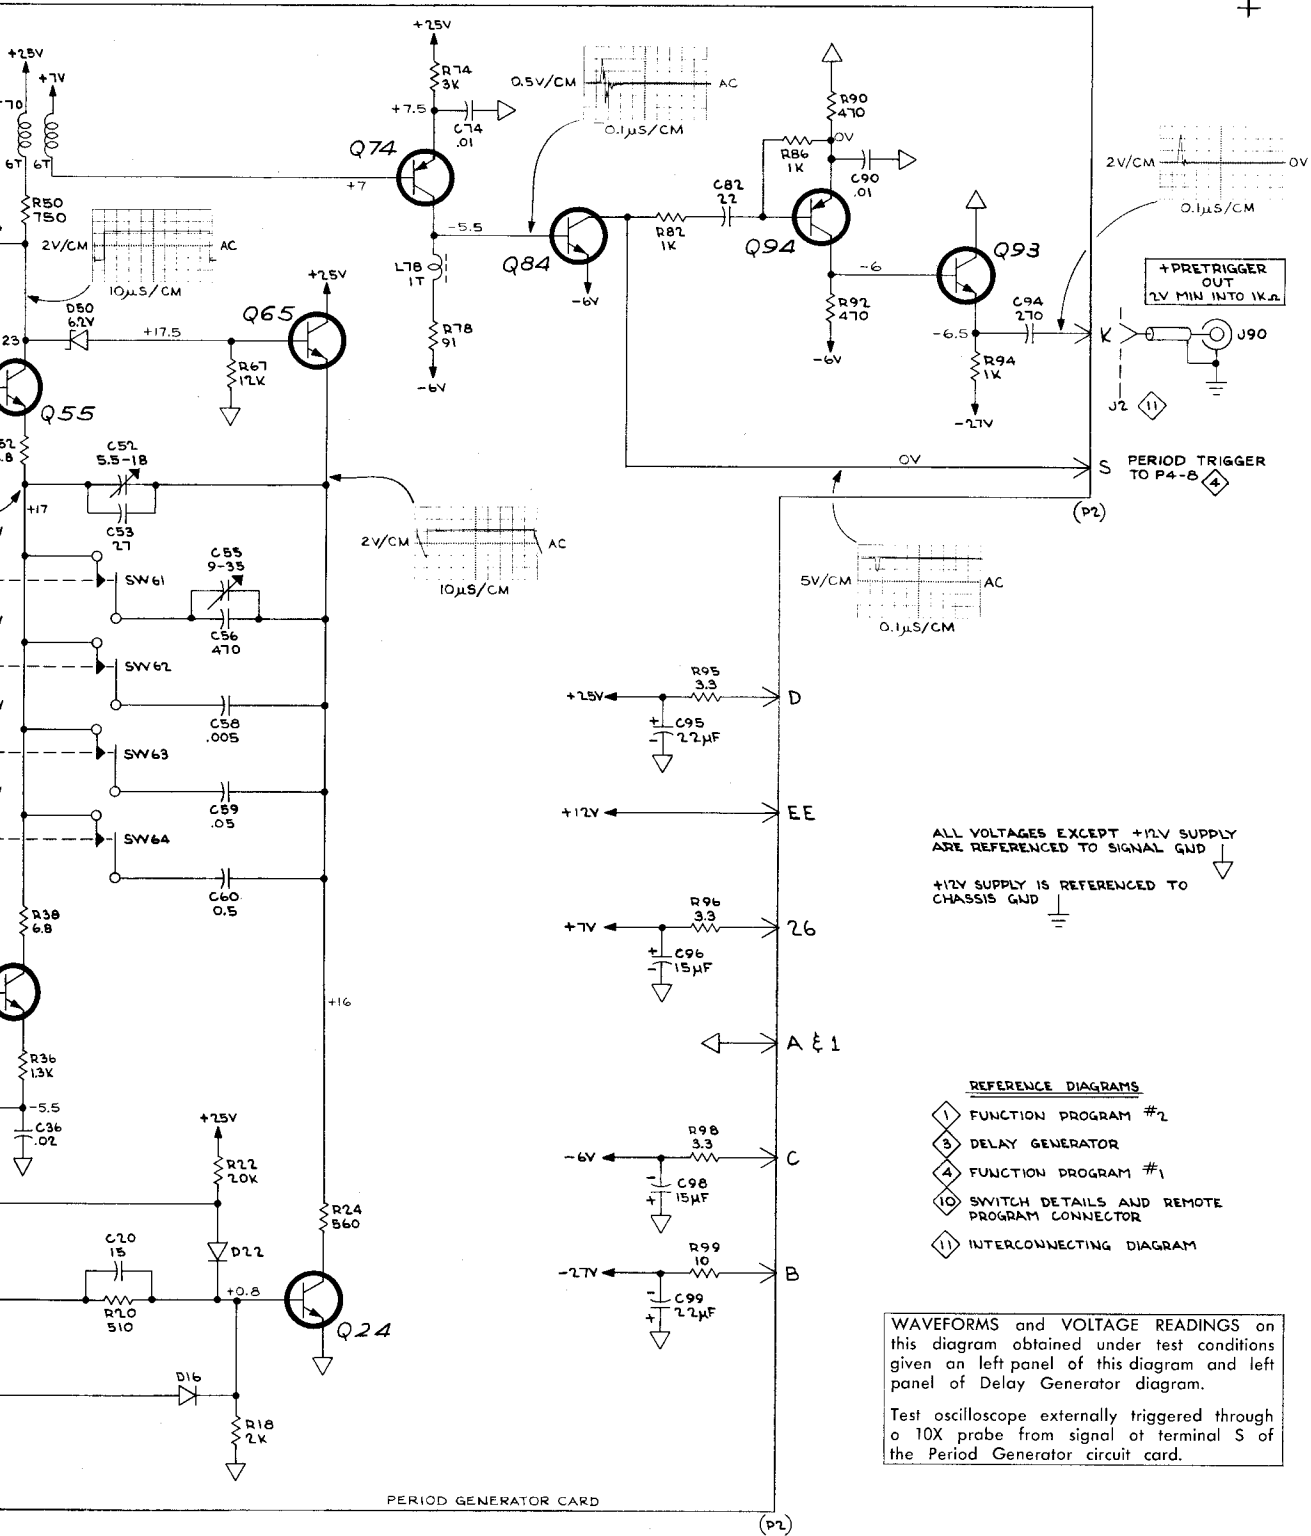 +25V
+7V
T70
6T
6T
R50
750
2V/CM
AC
10µS/CM
D50
6.2V
+17.5
23
Q55
Q65
+25V
R67
12K
+25V
R74
3K
+7.5
C74
.01
Q74
+7
-5.5
L78
1T
R78
91
-6V
0.5V/CM
AC
0.1µS/CM
Q84
-6V
R82
1K
C82
22
R86
1K
R90
470
0V
C90
.01
Q94
-6
R92
470
-6V
Q93
-6.5
C94
270
R94
1K
-27V
2V/CM
0V
0.1µS/CM
+PRETRIGGER
OUT
2V MIN INTO 1KΩ
K
J90
J2
11
0V
S
PERIOD TRIGGER
TO P4-8
4
(P2)
5V/CM
AC
0.1µS/CM
C52
5.5-18
+17
C53
27
2V/CM
AC
10µS/CM
SW61
C55
9-35
C56
470
SW62
C58
.005
SW63
C59
.05
SW64
C60
0.5
R38
6.8
+16
R36
1.3K
-5.5
C36
.02
+25V
R22
20K
R24
560
C20
15
D22
+0.8
R20
510
Q24
D16
R18
2K
+25V
R95
3.3
D
+
-
C95
22µF
+12V
EE
+7V
R96
3.3
26
+
-
C96
15µF
A & 1
-6V
R98
3.3
C
-
+
C98
15µF
-27V
R99
10
B
-
+
C99
22µF
ALL VOLTAGES EXCEPT +12V SUPPLY
ARE REFERENCED TO SIGNAL GND
+12V SUPPLY IS REFERENCED TO
CHASSIS GND
REFERENCE DIAGRAMS
1 FUNCTION PROGRAM #2
3 DELAY GENERATOR
4 FUNCTION PROGRAM #1
10 SWITCH DETAILS AND REMOTE
PROGRAM CONNECTOR
11 INTERCONNECTING DIAGRAM
WAVEFORMS and VOLTAGE READINGS on
this diagram obtained under test conditions
given an left panel of this diagram and left
panel of Delay Generator diagram.
Test oscilloscope externally triggered through
a 10X probe from signal at terminal S of
the Period Generator circuit card.
PERIOD GENERATOR CARD
(P2)